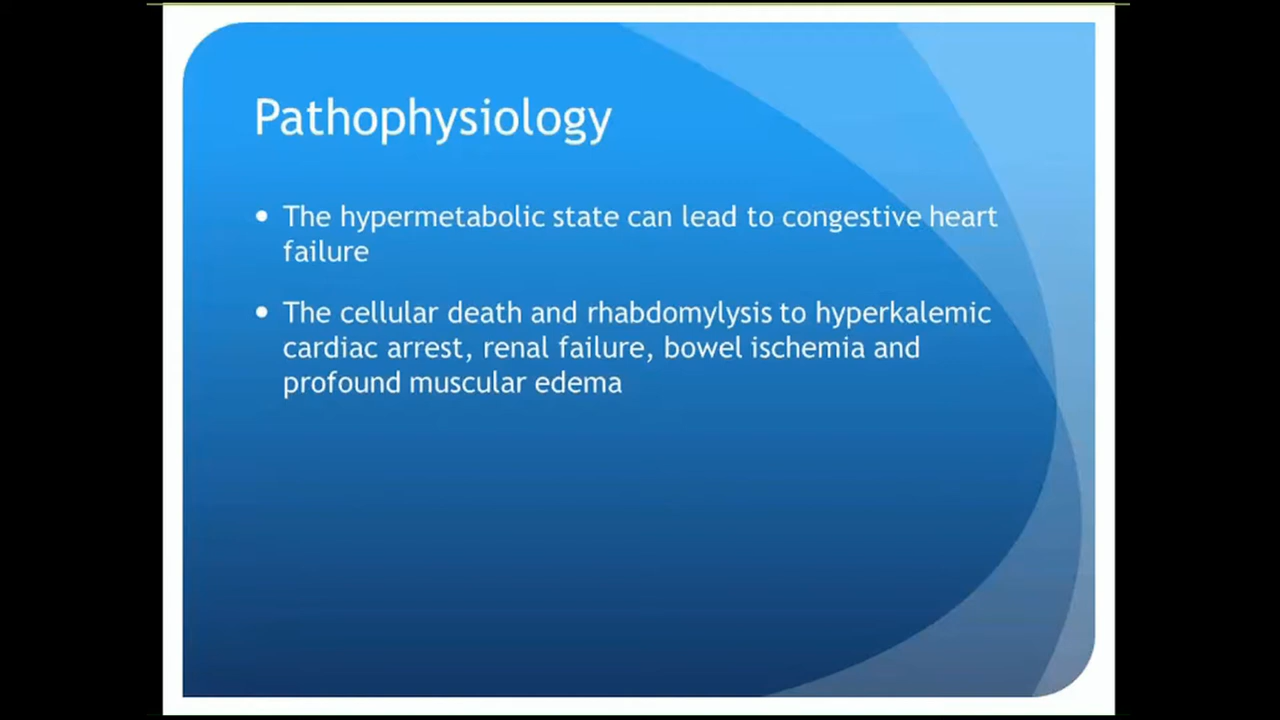 Pathophysiology
• The hypermetabolic state can lead to congestive heart
failure
• The cellular death and rhabdomylysis to hyperkalemic
cardiac arrest, renal failure, bowel ischemia and
profound muscular edema